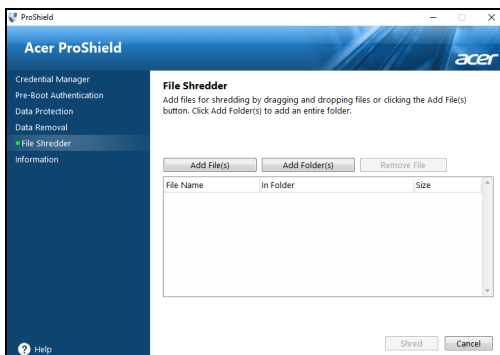 ProShield
Acer ProShield
acer
Credential Manager
Pre-Boot Authentication
Data Protection
Data Removal
File Shredder
Information
File Shredder
Add files for shredding by dragging and dropping files or clicking the Add File(s)
button. Click Add Folder(s) to add an entire folder.
Add File(s) Add Folder(s) Remove File
File Name In Folder Size
Shred Cancel
? Help